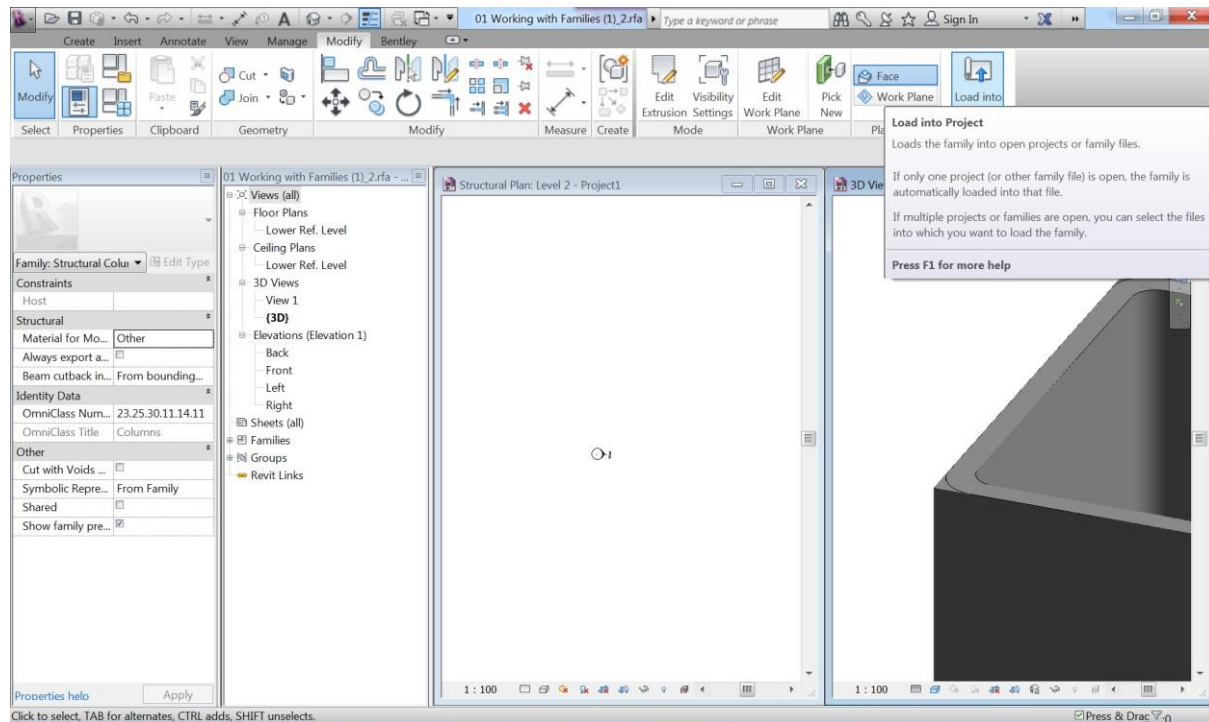 01 Working with Families (1)_2.rfa
Type a keyword or phrase
Sign In
Create Insert Annotate View Manage Modify Bentley
Modify
Paste
Cut
Join
Edit Extrusion
Visibility Settings
Edit Work Plane
Pick New
Face
Work Plane
Load into
Select Properties Clipboard Geometry Modify Measure Create Mode Work Plane
Load into Project
Loads the family into open projects or family files.
If only one project (or other family file) is open, the family is
automatically loaded into that file.
If multiple projects or families are open, you can select the files
into which you want to load the family.
Press F1 for more help
Properties
Family: Structural Colu
Edit Type
Constraints
Host
Structural
Material for Mo... Other
Always export a...
Beam cutback in... From bounding...
Identity Data
OmniClass Num... 23.25.30.11.14.11
OmniClass Title Columns
Other
Cut with Voids ...
Symbolic Repre... From Family
Shared
Show family pre...
Properties help
Apply
01 Working with Families (1)_2.rfa - ...
Views (all)
Floor Plans
Lower Ref. Level
Ceiling Plans
Lower Ref. Level
3D Views
View 1
{3D}
Elevations (Elevation 1)
Back
Front
Left
Right
Sheets (all)
Families
Groups
Revit Links
Structural Plan: Level 2 - Project1
1 : 100
3D Vie
1 : 100
Click to select, TAB for alternates, CTRL adds, SHIFT unselects.
Press & Drag
:0